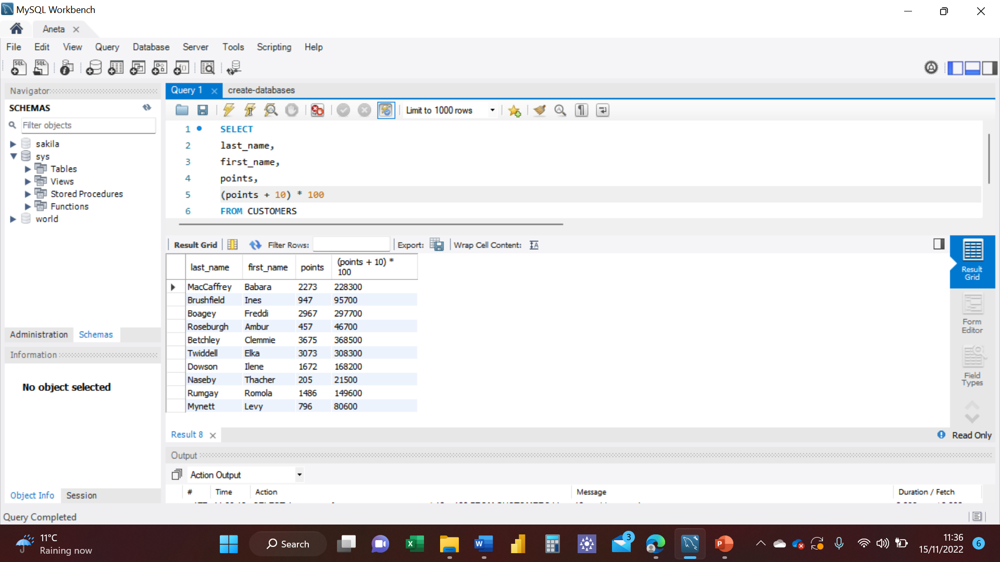 MySQL Workbench
Aneta
File Edit View Query Database Server Tools Scripting Help
Navigator
SCHEMAS
Filter objects
sakila
sys
Tables
Views
Stored Procedures
Functions
world
Administration Schemas
Information
No object selected
Object Info Session
Query 1 create-databases
Limit to 1000 rows
1 SELECT
2 last_name,
3 first_name,
4 points,
5 (points + 10) * 100
6 FROM CUSTOMERS
Result Grid Filter Rows: Export: Wrap Cell Content:
last_name first_name points (points + 10) * 100
MacCaffrey Babara 2273 228300
Brushfield Ines 947 95700
Boagey Freddi 2967 297700
Roseburgh Ambur 457 46700
Betchley Clemmie 3675 368500
Twiddell Elka 3073 308300
Dowson Ilene 1672 168200
Naseby Thacher 205 21500
Rumgay Romola 1486 149600
Mynett Levy 796 80600
Result Grid
Form Editor
Field Types
Result 8
Read Only
Output
Action Output
# Time Action Message Duration / Fetch
Query Completed
11°C
Raining now
Search
3
11:36
15/11/2022
6